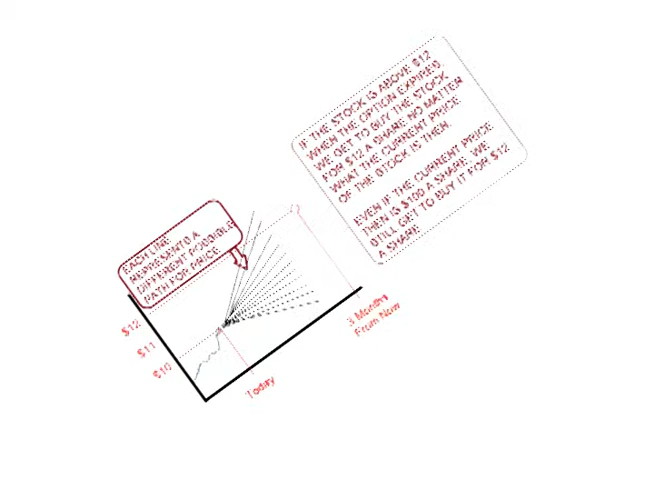 IF THE STOCK IS ABOVE $12
WHEN THE OPTION EXPIRED,
WE GET TO BUY THE STOCK
FOR $12 A SHARE NO MATTER
WHAT THE CURRENT PRICE
OF THE STOCK IS THEN.
EVEN IF THE CURRENT PRICE
THEN IS $100 A SHARE, WE
STILL GET TO BUY IT FOR $12
A SHARE
EACH LINE
REPRESENTS A
DIFFERENT POSSIBLE
PATH FOR PRICE
$12
$11
$10
Today
3 Months
From Now